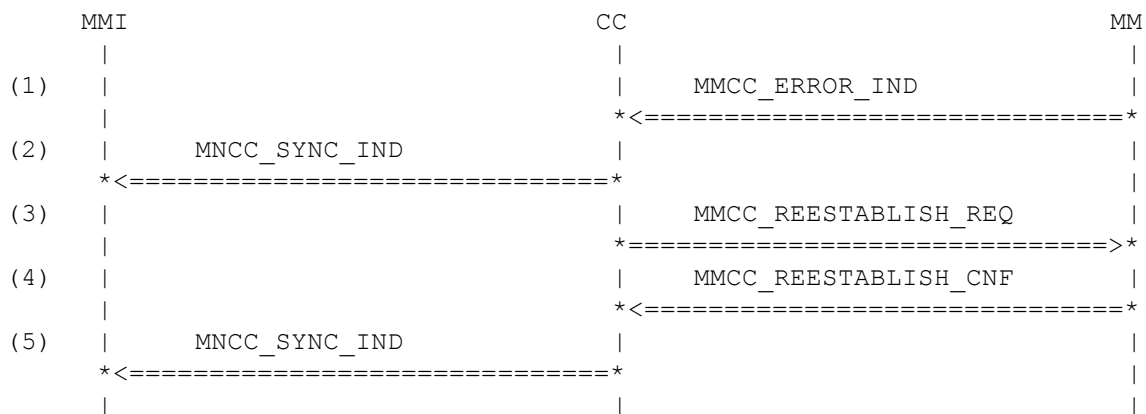 MMI CC MM
| | |
(1) | | MMCC_ERROR_IND |
| *<==============================*
(2) | MNCC_SYNC_IND | |
*<==============================* |
(3) | | MMCC_REESTABLISH_REQ |
| *==============================>*
(4) | | MMCC_REESTABLISH_CNF |
| *<==============================*
(5) | MNCC_SYNC_IND | |
*<==============================* |
| | |